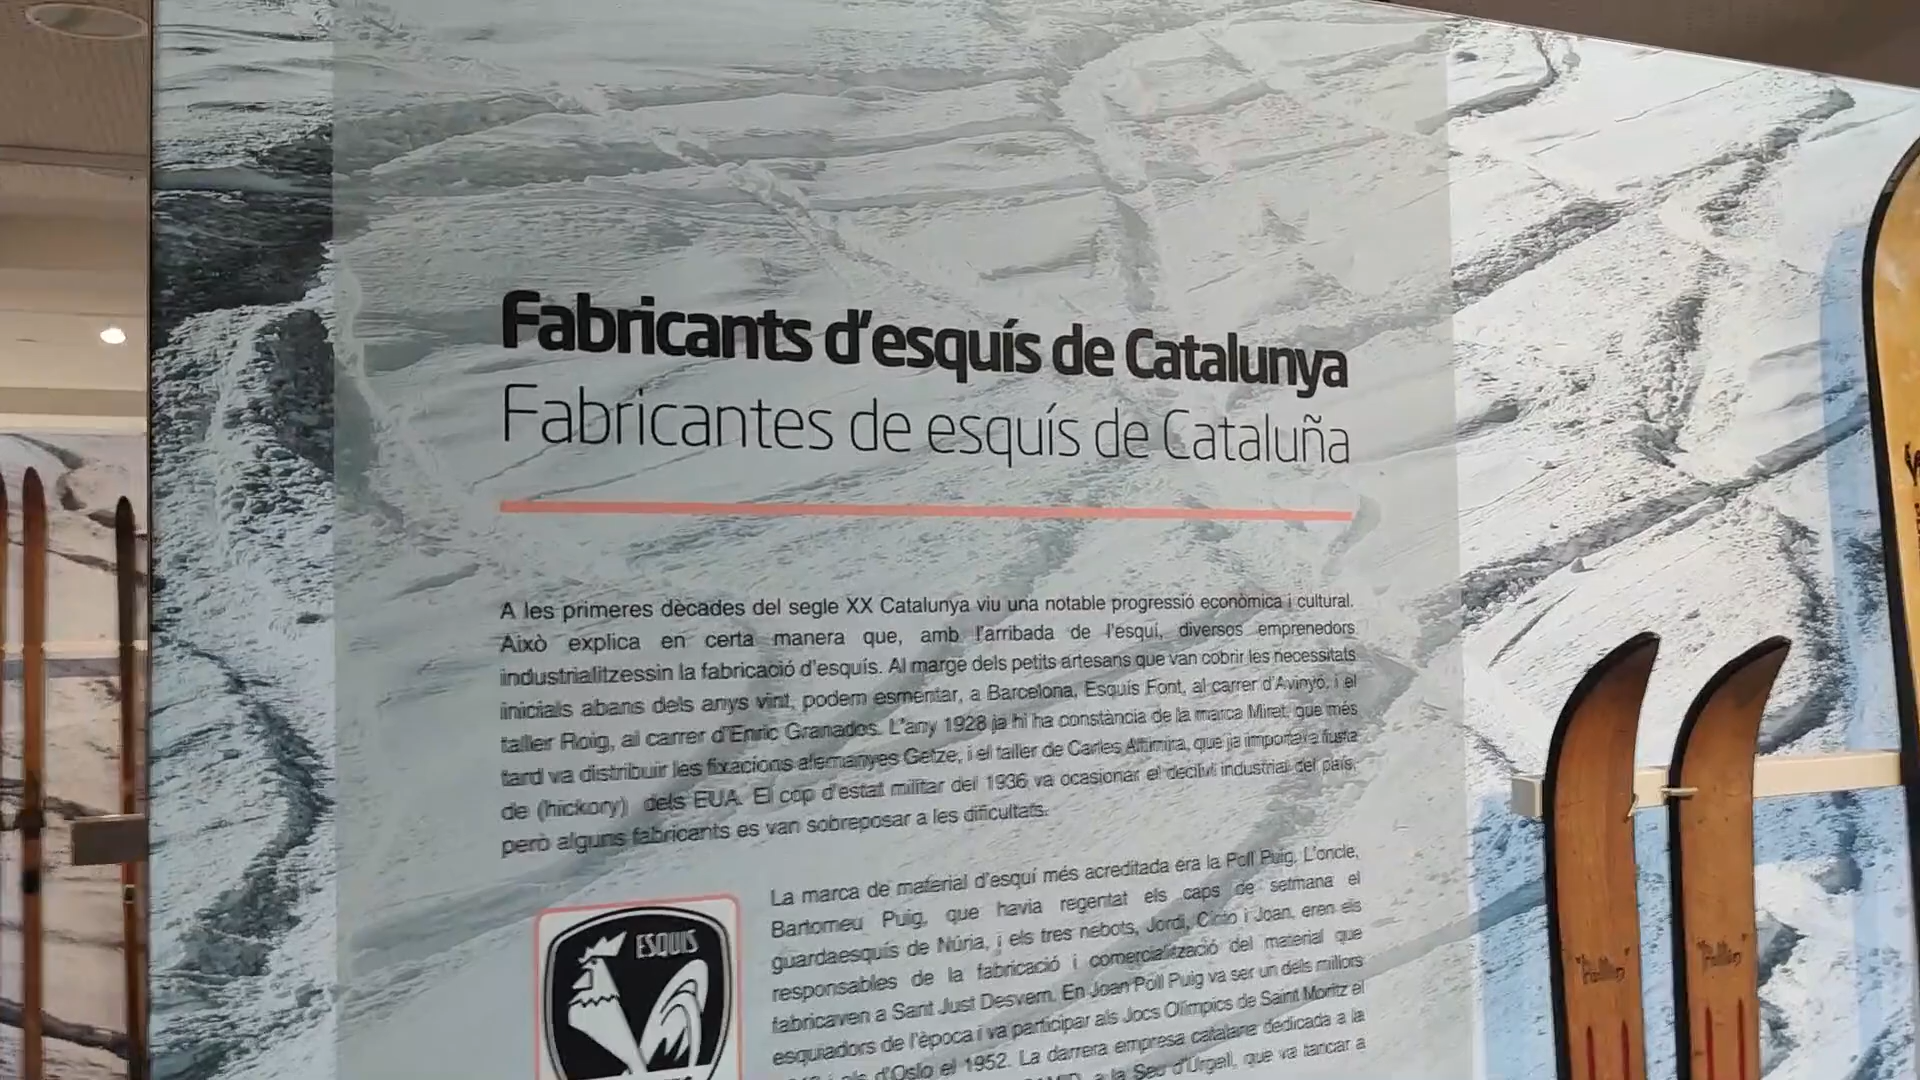 Fabricants d'esquís de Catalunya
Fabricantes de esquís de Cataluña
A les primeres dècades del segle XX Catalunya viu una notable progressió econòmica i cultural.
Això explica en certa manera que, amb l'arribada de l'esquí, diversos emprenedors
industrialitzessin la fabricació d'esquís. Al marge dels petits artesans que van cobrir les necessitats
inicials abans dels anys vint, podem esmentar, a Barcelona, Esquís Font, al carrer d'Avinyó, i el
taller Roig, al carrer d'Enric Granados. L'any 1928 ja hi ha constància de la marca Miret, que més
tard va distribuir les fixacions alemanyes Getze, i el taller de Carles Altimira, que ja importava fusta
de (hickory) dels EUA. El cop d'estat militar del 1936 va ocasionar el declivi industrial del país,
però alguns fabricants es van sobreposar a les dificultats.
La marca de material d'esquí més acreditada era la Poll Puig. L'oncle,
Bartomeu Puig, que havia regentat els caps de setmana el
guardaesquís de Núria, i els tres nebots, Jordi, i Joan, eren els
responsables de la fabricació i comercialització del material que
fabricaven a Sant Just Desvern. En Joan Poll Puig va ser un dels millors
esquiadors de l'època i va participar als Jocs Olímpics de Saint Moritz el
d'Oslo el 1952. La darrera empresa catalana dedicada a la
a la Seu d'Urgell, que va tancar a
ESQUIS